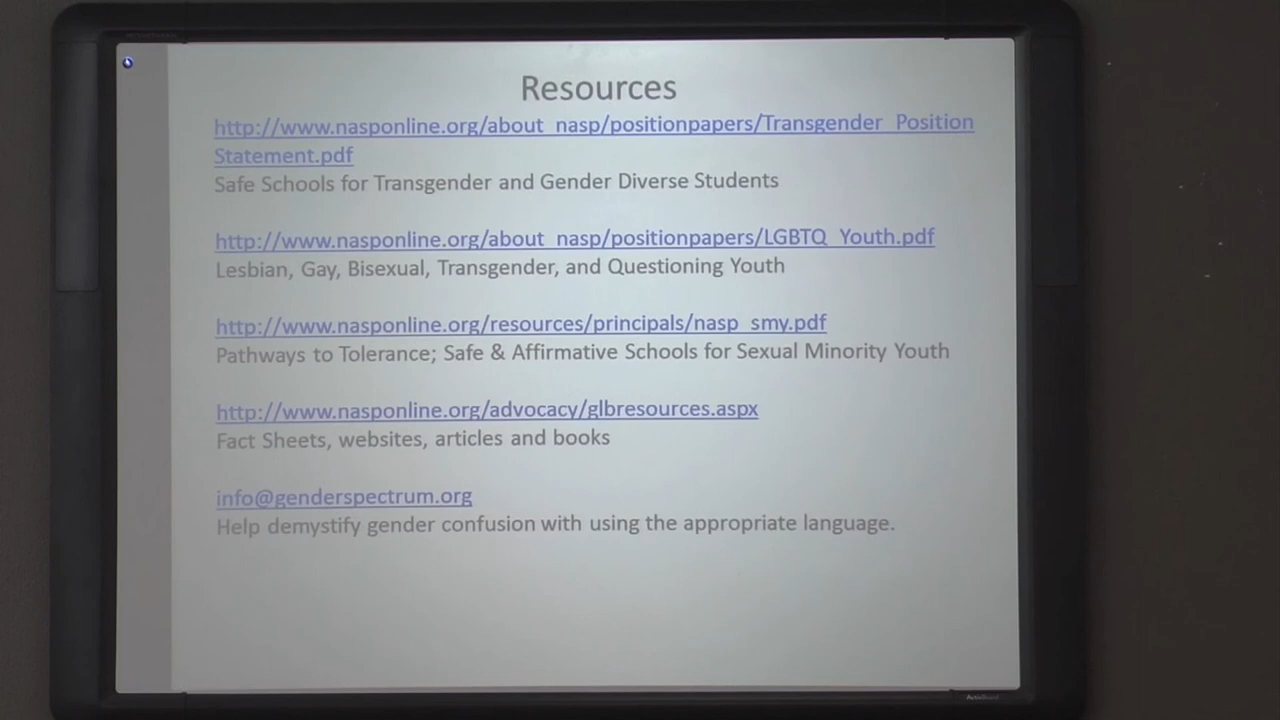 Resources
http://www.nasponline.org/about_nasp/positionpapers/Transgender_Position
Statement.pdf
Safe Schools for Transgender and Gender Diverse Students
http://www.nasponline.org/about_nasp/positionpapers/LGBTQ_Youth.pdf
Lesbian, Gay, Bisexual, Transgender, and Questioning Youth
http://www.nasponline.org/resources/principals/nasp_smy.pdf
Pathways to Tolerance; Safe & Affirmative Schools for Sexual Minority Youth
http://www.nasponline.org/advocacy/glbresources.aspx
Fact Sheets, websites, articles and books
info@genderspectrum.org
Help demystify gender confusion with using the appropriate language.